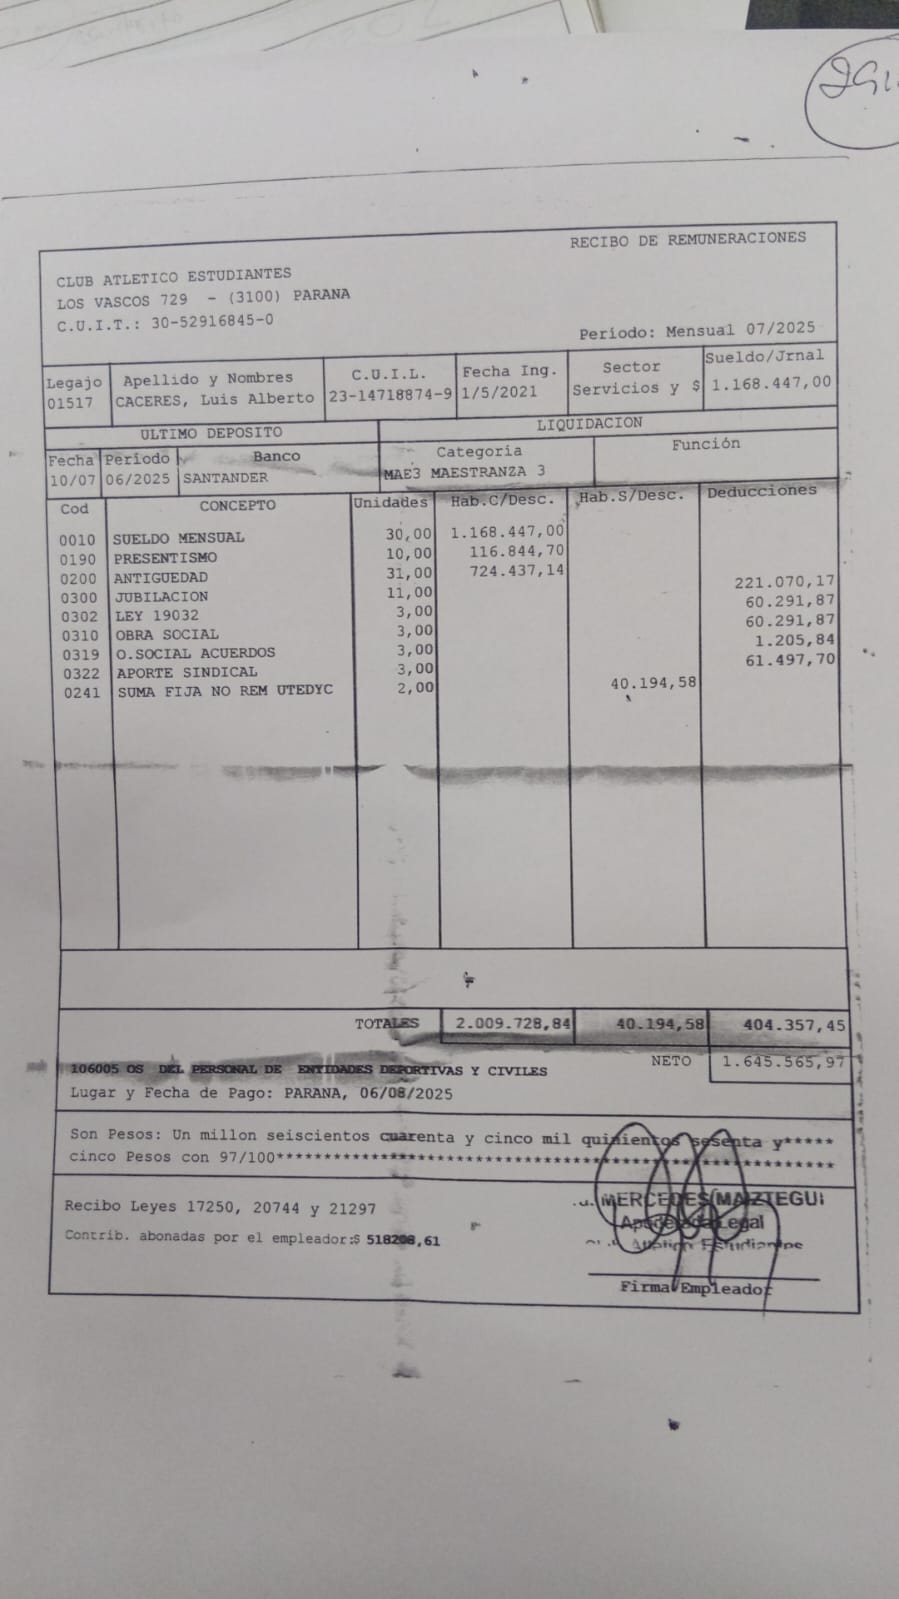 RECIBO DE REMUNERACIONES
CLUB ATLETICO ESTUDIANTES
LOS VASCOS 729 - (3100) PARANA
C.U.I.T.: 30-52916845-0
Periodo: Mensual 07/2025
Legajo Apellido y Nombres C.U.I.L. Fecha Ing. Sector Sueldo/Jrnal
01517 CACERES, Luis Alberto 23-14718874-9 1/5/2021 Servicios y $ 1.168.447,00
ULTIMO DEPOSITO LIQUIDACION
Fecha Periodo Banco Categoria Función
10/07 06/2025 SANTANDER MAE3 MAESTRANZA 3
Cod CONCEPTO Unidades Hab.C/Desc. Hab.S/Desc. Deducciones
0010 SUELDO MENSUAL 30,00 1.168.447,00
0190 PRESENTISMO 10,00 116.844,70
0200 ANTIGUEDAD 31,00 724.437,14
0300 JUBILACION 11,00 221.070,17
0302 LEY 19032 3,00 60.291,87
0310 OBRA SOCIAL 3,00 60.291,87
0319 O.SOCIAL ACUERDOS 3,00 1.205,84
0322 APORTE SINDICAL 3,00 61.497,70
0241 SUMA FIJA NO REM UTEDYC 2,00 40.194,58
TOTALES 2.009.728,84 40.194,58 404.357,45
NETO 1.645.565,97
106005 OS DEL PERSONAL DE ENTIDADES DEPORTIVAS Y CIVILES
Lugar y Fecha de Pago: PARANA, 06/08/2025
Son Pesos: Un millon seiscientos cuarenta y cinco mil quinientos sesenta y*****
cinco Pesos con 97/100**********************************************************
Recibo Leyes 17250, 20744 y 21297
Contrib. abonadas por el empleador:$ 518208,61
MERCEDES MAIZTEGUI
Apoderada Legal
Atlético Estudiantes
Firma Empleador